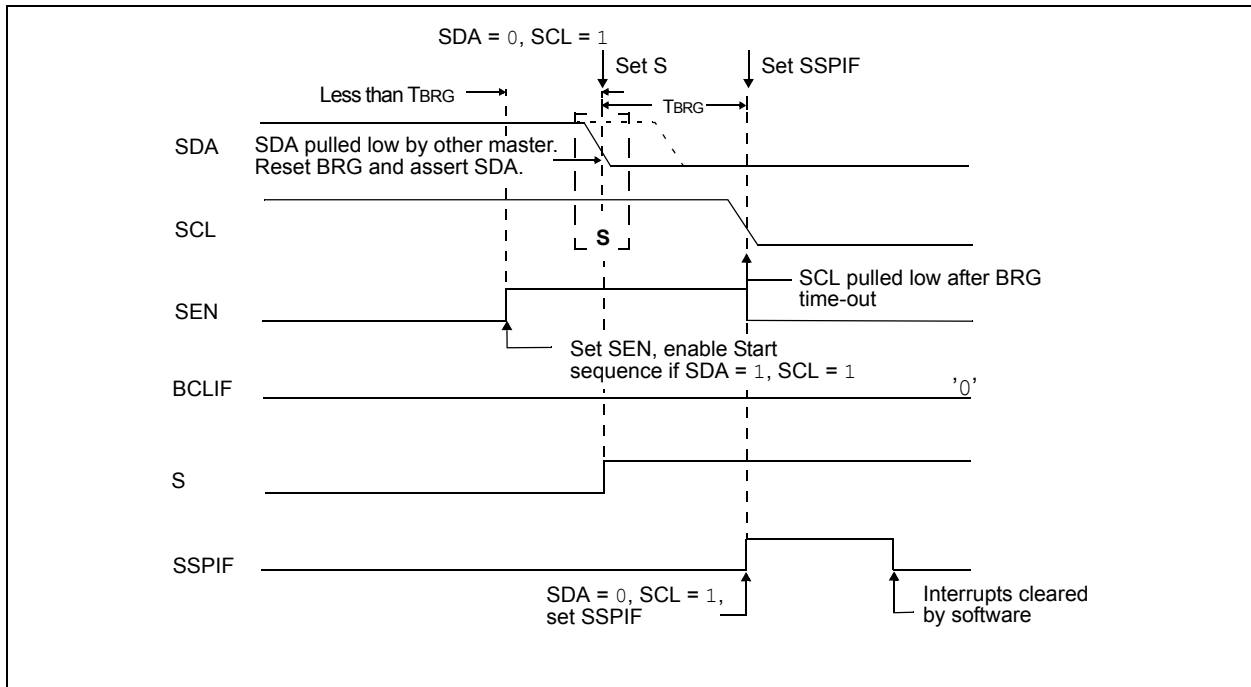 SDA = 0, SCL = 1
Set S
Set SSPIF
Less than TBRG
TBRG
SDA
SDA pulled low by other master.
Reset BRG and assert SDA.
SCL
S
SCL pulled low after BRG
time-out
SEN
Set SEN, enable Start
sequence if SDA = 1, SCL = 1
BCLIF
'0'
S
SSPIF
SDA = 0, SCL = 1,
set SSPIF
Interrupts cleared
by software